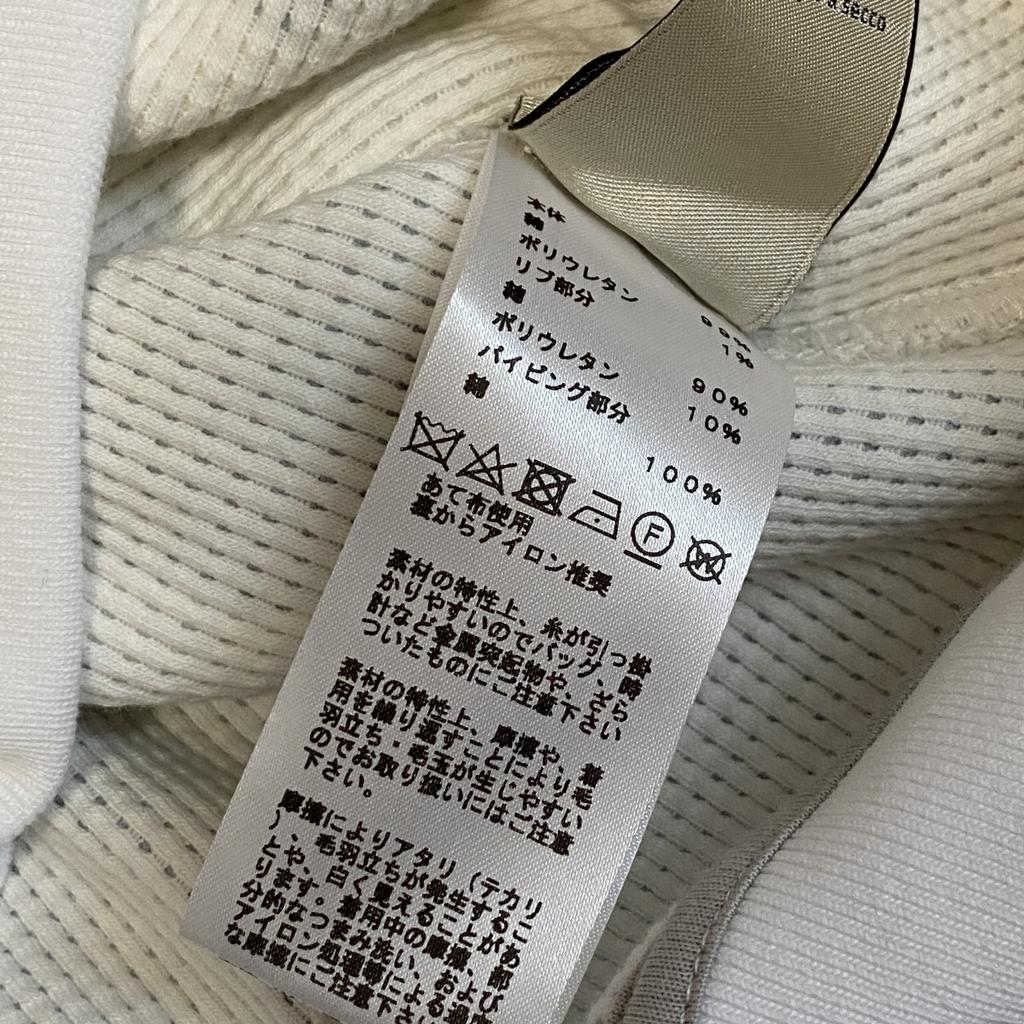 a secco
本体
綿
ポリウレタン 1%
リブ部分
綿 90%
ポリウレタン 10%
パイピング部分
綿 100%
F
W
あて布使用
裏からアイロン推奨
素材の特性上、糸が引っ掛
かりやすいのでバッグ、時
計など金属突起物や、ざら
ついたものにご注意下さい
素材の特性上、摩擦や、着
用を繰り返すことにより毛
羽立ち・毛玉が生じやすい
のでお取り扱いにはご注意
下さい。
摩擦によりアタリ（テカリ
）、毛羽立ちが発生するこ
とや、白く見えることがあ
ります。着用中の摩擦、部
分的なつまみ洗い、および
アイロン処理時による過度
な摩擦にご注意下さい